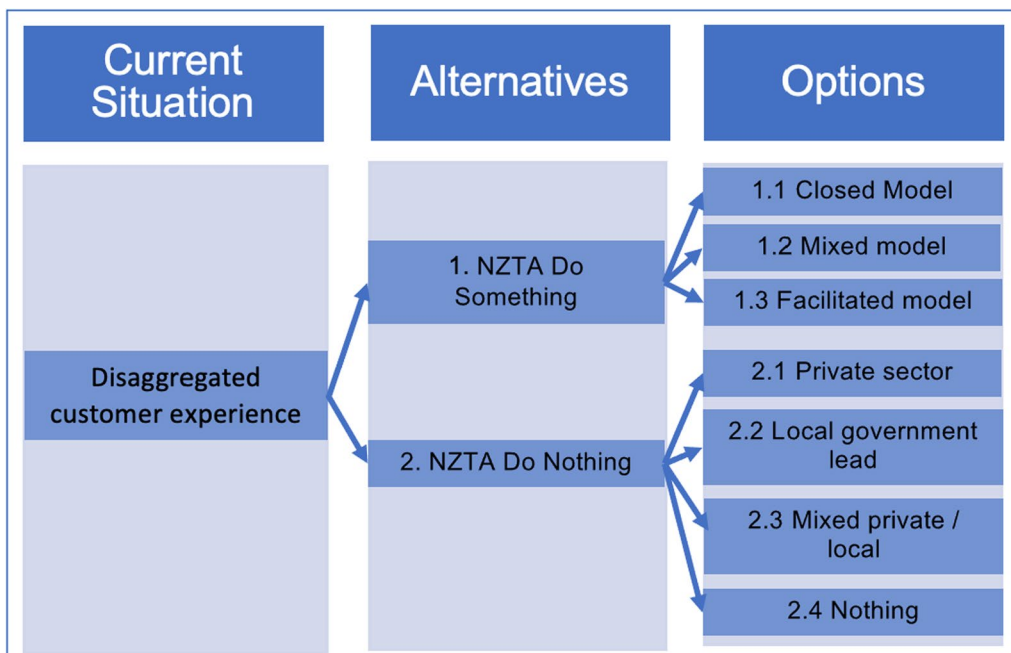 Current
Situation
Alternatives
Options
Disaggregated
customer experience
1. NZTA Do
Something
2. NZTA Do Nothing
1.1 Closed Model
1.2 Mixed model
1.3 Facilitated model
2.1 Private sector
2.2 Local government
lead
2.3 Mixed private /
local
2.4 Nothing